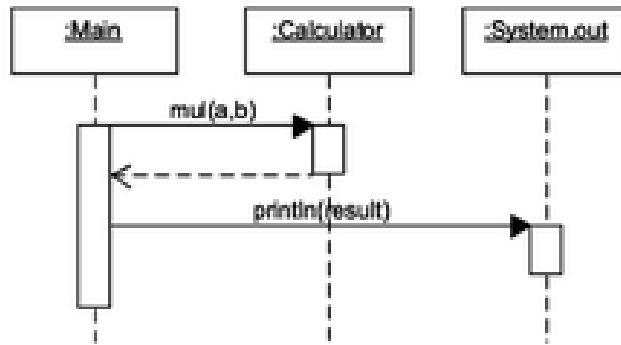 :Main
:Calculator
:System.out
mul(a,b)
println(result)